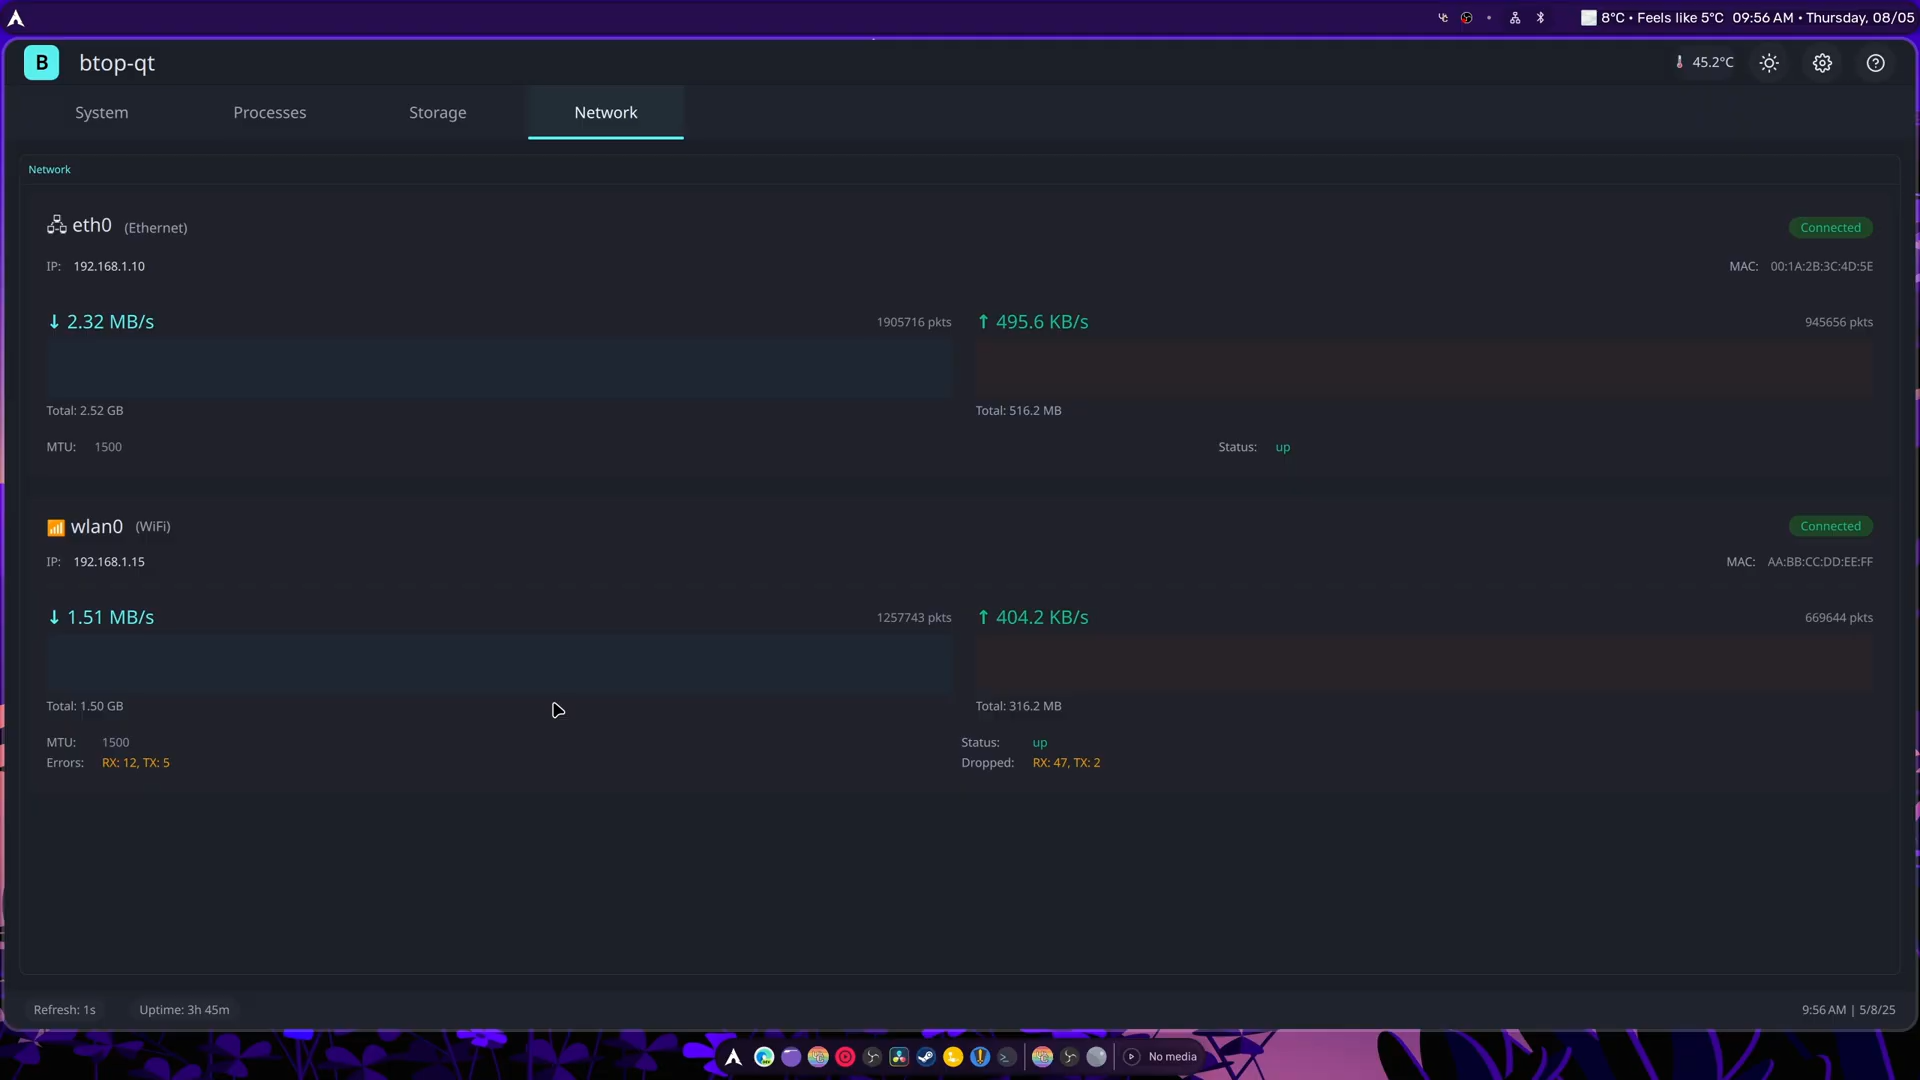 8°C • Feels like 5°C 09:56 AM • Thursday, 08/05
B btop-qt
45.2°C
System Processes Storage Network
Network
eth0 (Ethernet)
Connected
IP: 192.168.1.10
MAC: 00:1A:2B:3C:4D:5E
↓ 2.32 MB/s 1905716 pkts
↑ 495.6 KB/s 945656 pkts
Total: 2.52 GB
Total: 516.2 MB
MTU: 1500
Status: up
wlan0 (WiFi)
Connected
IP: 192.168.1.15
MAC: AA:BB:CC:DD:EE:FF
↓ 1.51 MB/s 1257743 pkts
↑ 404.2 KB/s 669644 pkts
Total: 1.50 GB
Total: 316.2 MB
MTU: 1500
Status: up
Errors: RX: 12, TX: 5
Dropped: RX: 47, TX: 2
Refresh: 1s
Uptime: 3h 45m
9:56 AM | 5/8/25
No media